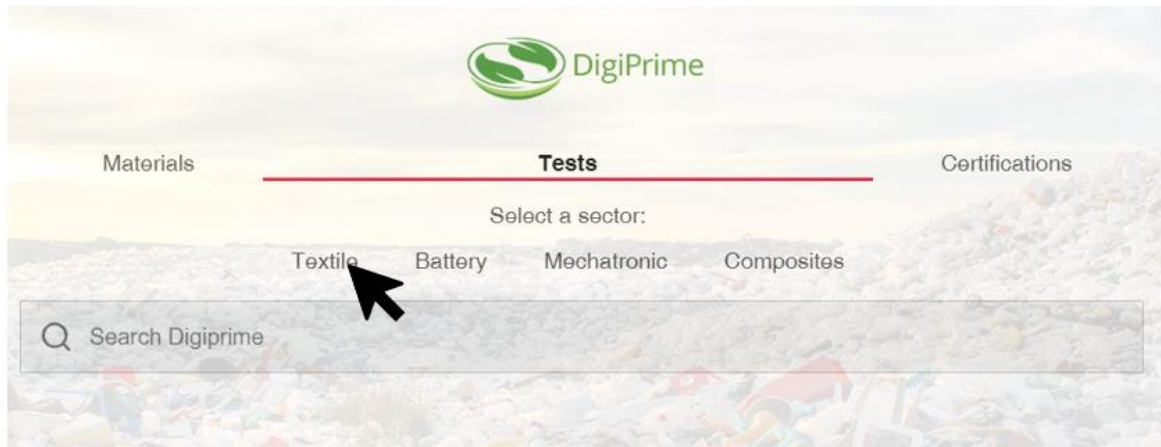 DigiPrime
Materials Tests Certifications
Select a sector:
Textile Battery Mechatronic Composites
Search Digiprime